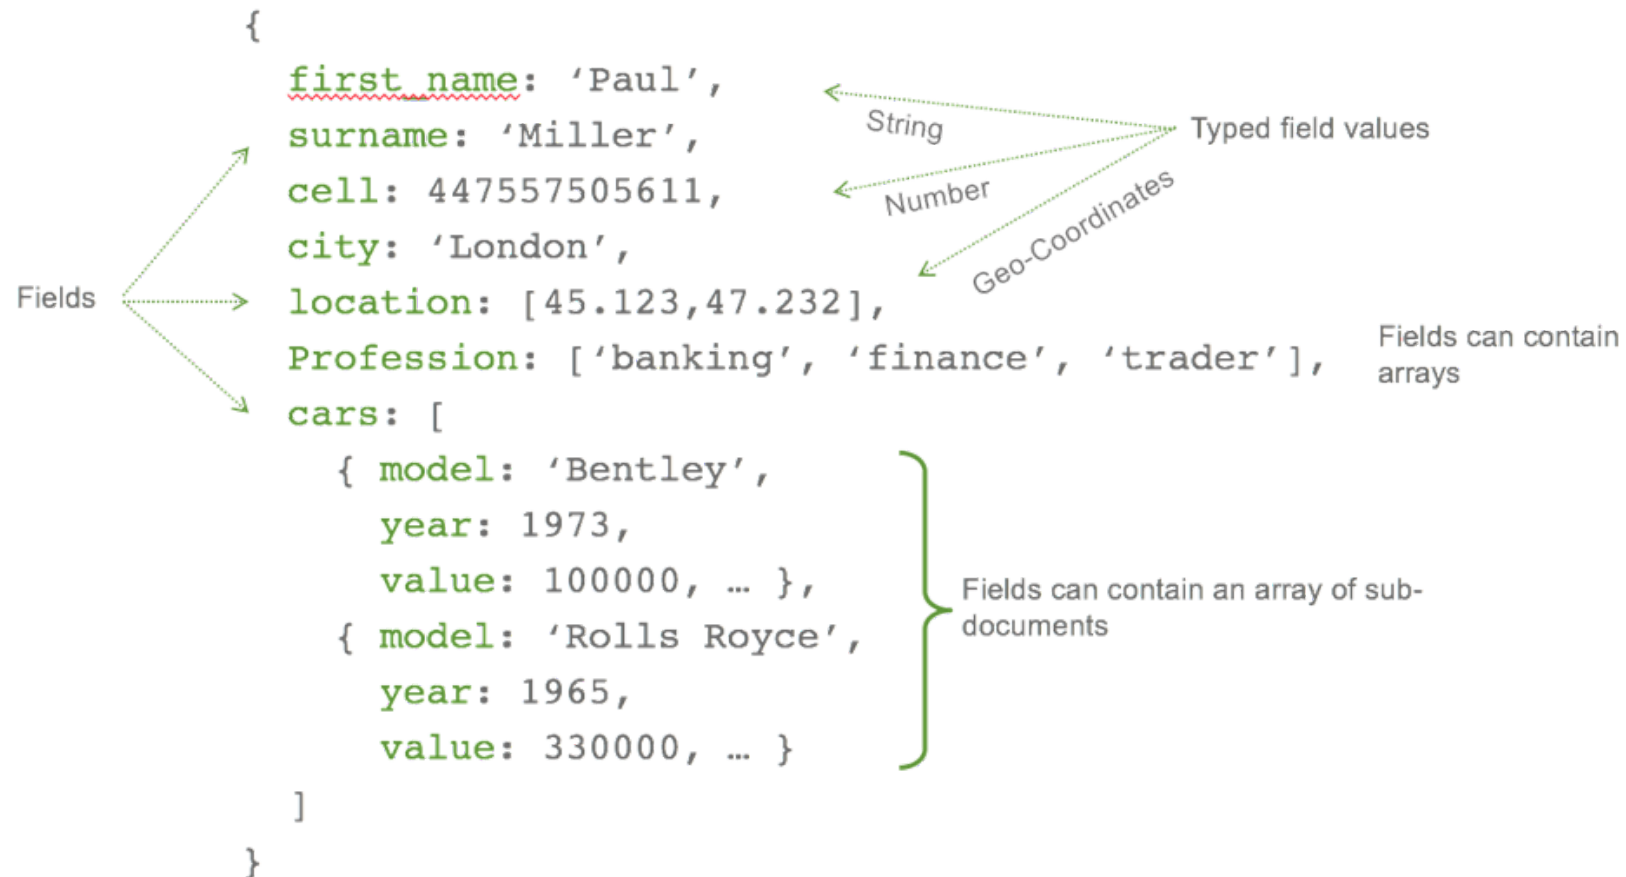 {
first_name: ‘Paul’,
surname: ‘Miller’,
cell: 447557505611,
city: ‘London’,
location: [45.123,47.232],
Profession: [‘banking’, ‘finance’, ‘trader’],
cars: [
{ model: ‘Bentley’,
year: 1973,
value: 100000, … },
{ model: ‘Rolls Royce’,
year: 1965,
value: 330000, … }
]
}
Fields
String
Number
Geo-Coordinates
Typed field values
Fields can contain
arrays
Fields can contain an array of sub-
documents